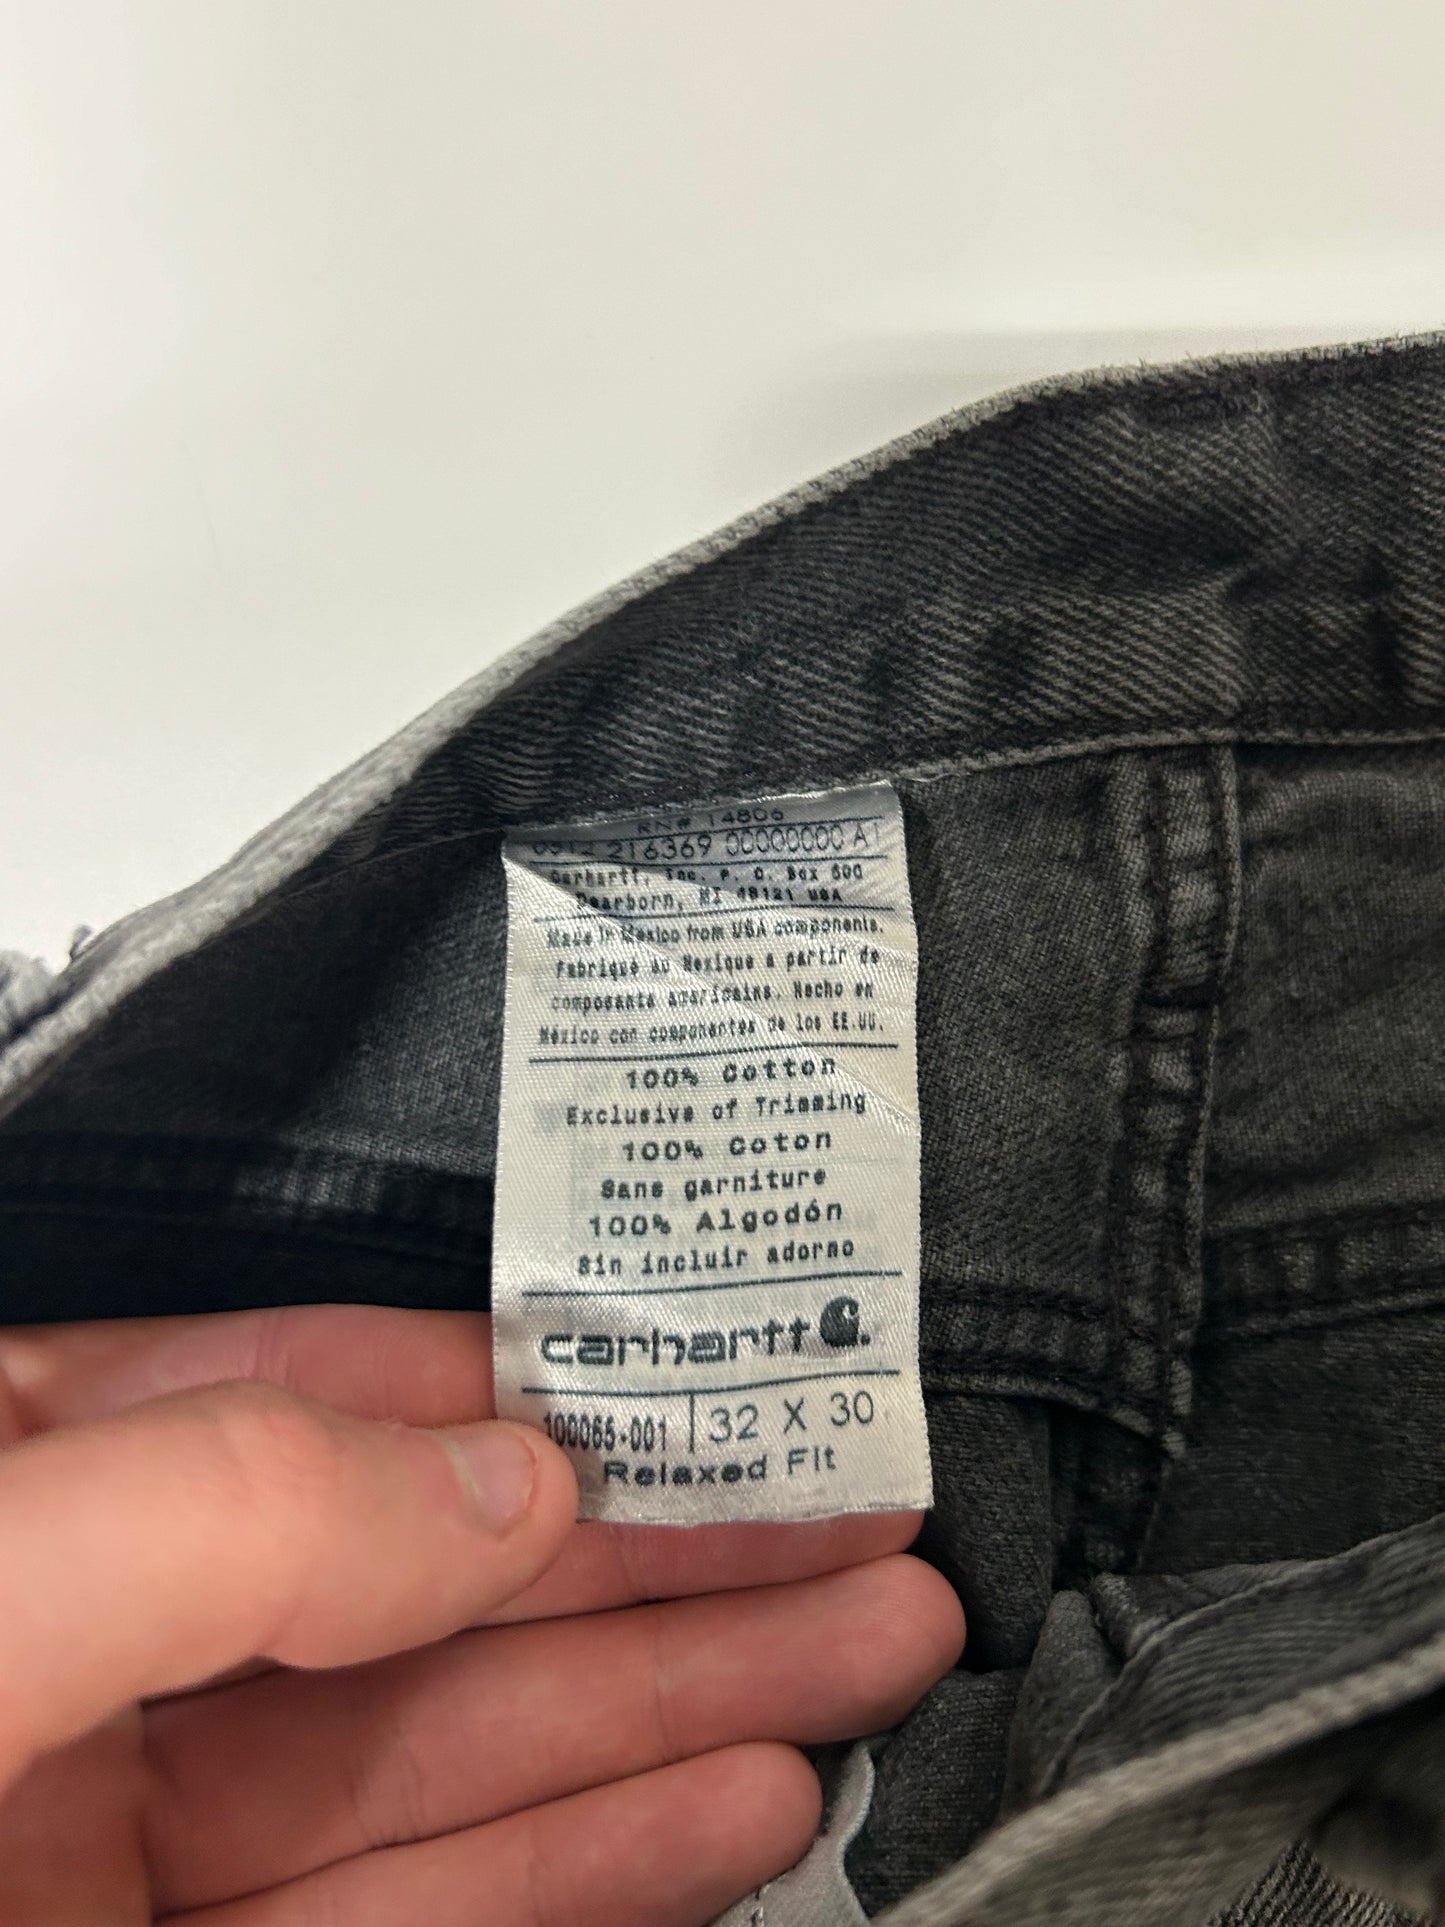 RN# 14806
0312 216369 00000000 A1
Carhartt, Inc. P. O. Box 600
Dearborn, MI 48121 USA
Made in Mexico from USA components.
Fabriqué au Mexique a partir de
composants américains. Hecho en
México con componentes de los EE.UU.
100% Cotton
Exclusive of Trimming
100% Coton
Sans garniture
100% Algodón
Sin incluir adorno
carhartt
100065-001 32 X 30
Relaxed Fit